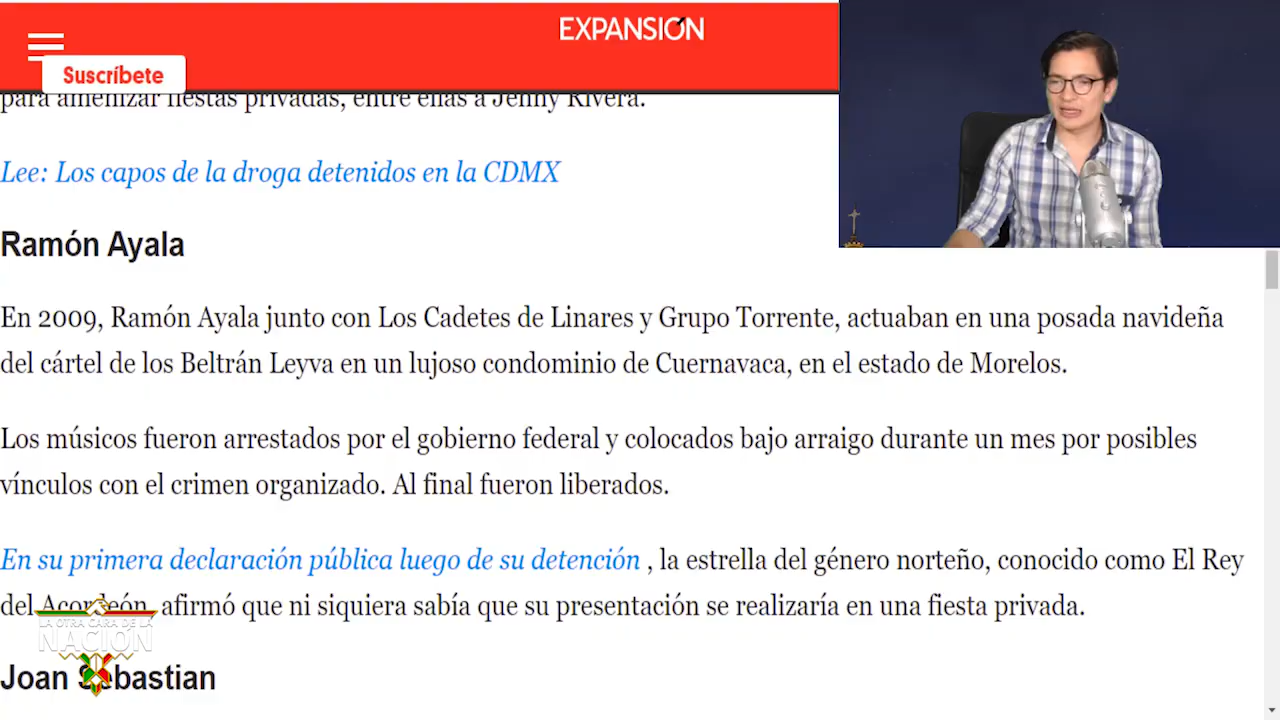 EXPANSIÓN
Suscríbete
para amenizar fiestas privadas, entre ellas a Jenny Rivera.
Lee: Los capos de la droga detenidos en la CDMX
Ramón Ayala
En 2009, Ramón Ayala junto con Los Cadetes de Linares y Grupo Torrente, actuaban en una posada navideña
del cártel de los Beltrán Leyva en un lujoso condominio de Cuernavaca, en el estado de Morelos.
Los músicos fueron arrestados por el gobierno federal y colocados bajo arraigo durante un mes por posibles
vínculos con el crimen organizado. Al final fueron liberados.
En su primera declaración pública luego de su detención , la estrella del género norteño, conocido como El Rey
del Acordeón, afirmó que ni siquiera sabía que su presentación se realizaría en una fiesta privada.
LA OTRA CARA DE LA
NACIÓN
Joan Sebastian